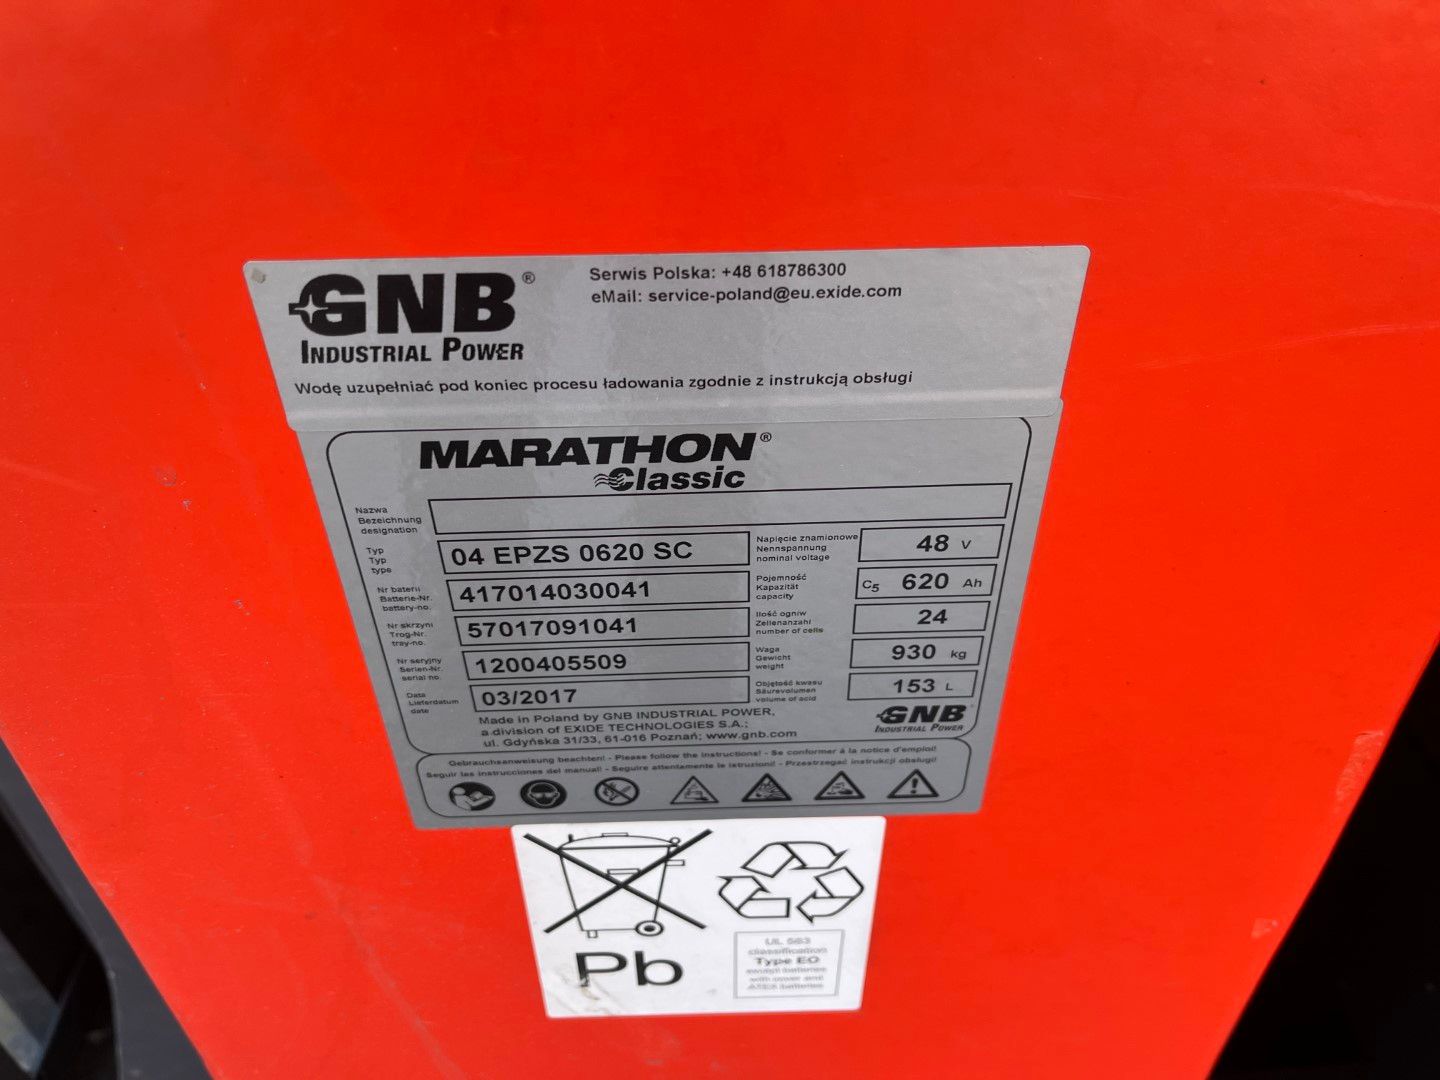 GNB®
INDUSTRIAL POWER
Serwis Polska: +48 618786300
eMail: service-poland@eu.exide.com
Wodę uzupełniać pod koniec procesu ładowania zgodnie z instrukcją obsługi
MARATHON®
Classic
Nazwa
Bezeichnung
designation
Typ
Typ
type
04 EPZS 0620 SC
Napięcie znamionowe
Nennspannung
nominal voltage
48 V
Nr baterii
Batterie-Nr.
battery-no.
417014030041
Pojemność
Kapazität
capacity
C5 620 Ah
Nr skrzyni
Trog-Nr.
tray-no.
57017091041
Ilość ogniw
Zellenanzahl
number of cells
24
Nr seryjny
Serien-Nr.
serial no.
1200405509
Waga
Gewicht
weight
930 kg
Data
Lieferdatum
date
03/2017
Objętość kwasu
Säurevolumen
volume of acid
153 L
Made in Poland by GNB INDUSTRIAL POWER,
a division of EXIDE TECHNOLOGIES S.A.;
ul. Gdyńska 31/33, 61-016 Poznań; www.gnb.com
GNB
INDUSTRIAL POWER
Gebrauchsanweisung beachten! - Please follow the instructions! - Se conformer à la notice d'emploi!
Seguir las instrucciones del manual! - Seguire attentamente le istruzioni! - Przestrzegać instrukcji obsługi!
Pb
UL 583
classification
Type EO
except batteries
with cover and
ATEX batteries